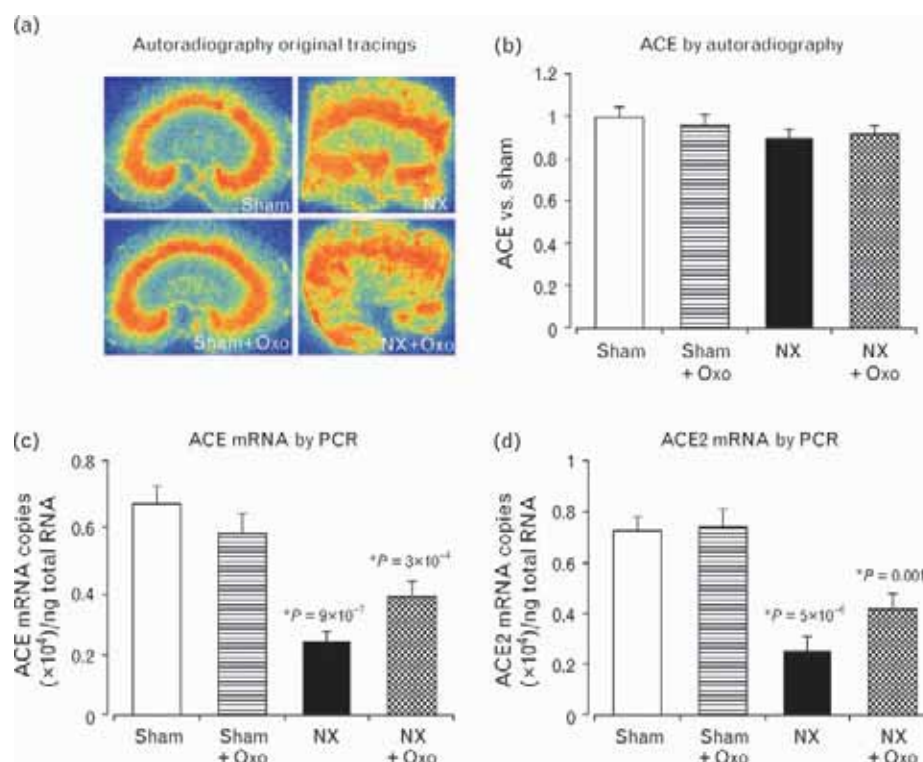 (a)
Autoradiography original tracings
Sham
NX
Sham+Oxo
NX+Oxo
(b)
ACE by autoradiography
ACE vs. sham
1.2
1
0.8
0.6
0.4
0.2
0
Sham
Sham
+ Oxo
NX
NX
+ Oxo
(c)
ACE mRNA by PCR
ACE mRNA copies
(×10⁴)/ng total RNA
0.8
0.6
0.4
0.2
0
*P = 9×10⁻⁷
*P = 3×10⁻⁴
Sham
Sham
+ Oxo
NX
NX
+ Oxo
(d)
ACE2 mRNA by PCR
ACE2 mRNA copies
(×10⁴)/ng total RNA
1
0.8
0.6
0.4
0.2
0
*P = 5×10⁻⁶
*P = 0.001
Sham
Sham
+ Oxo
NX
NX
+ Oxo